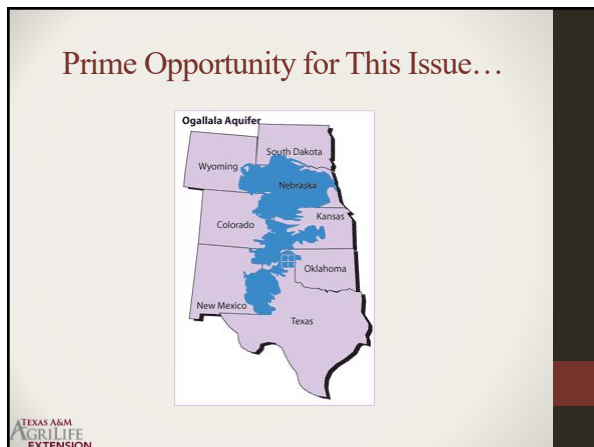 Prime Opportunity for This Issue…
Ogallala Aquifer
South Dakota
Wyoming
Nebraska
Kansas
Colorado
Oklahoma
New Mexico
Texas
TEXAS A&M
AGRILIFE
EXTENSION